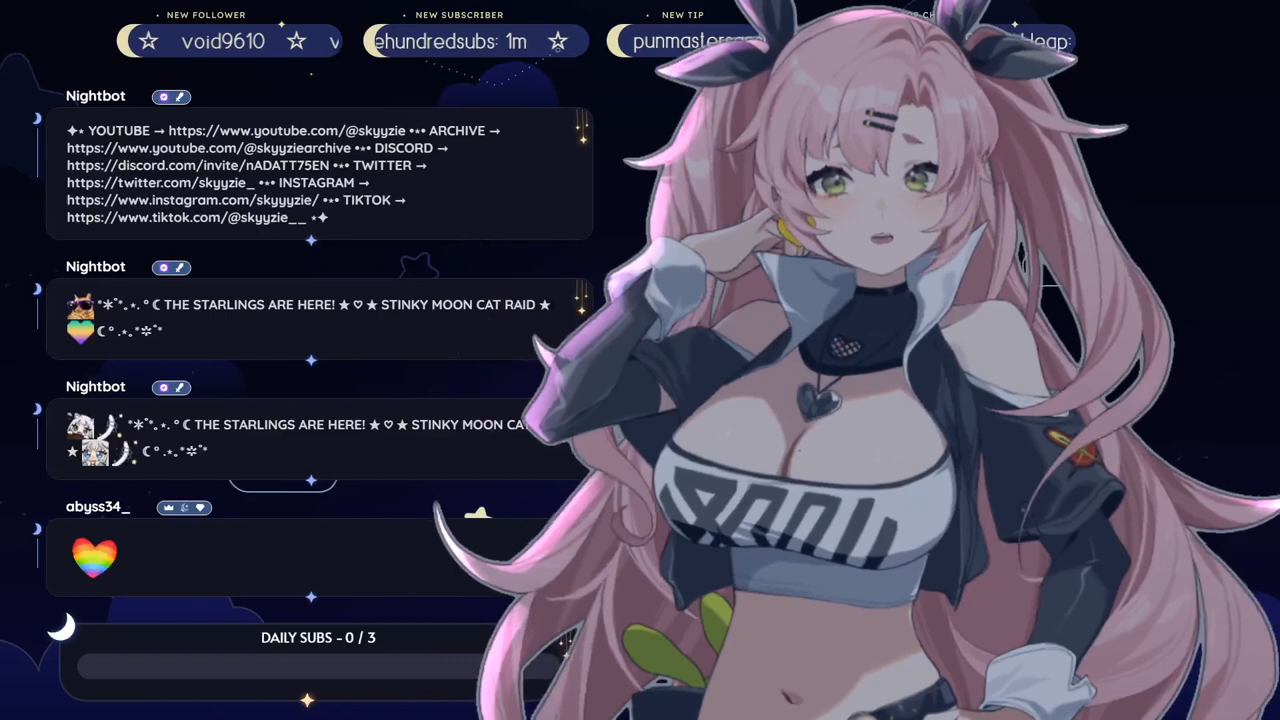 NEW FOLLOWER
NEW SUBSCRIBER
NEW TIP
void9610
ehundredsubs: 1m
Nightbot
YOUTUBE → https://www.youtube.com/@skyyzie •⋆• ARCHIVE →
https://www.youtube.com/@skyyziearchive •⋆• DISCORD →
https://discord.com/invite/nADATT75EN •⋆• TWITTER →
https://twitter.com/skyyzie_ •⋆• INSTAGRAM →
https://www.instagram.com/skyyzie/ •⋆• TIKTOK →
https://www.tiktok.com/@skyyzie__ ⋆✦
Nightbot
THE STARLINGS ARE HERE! ★ ♡ ★ STINKY MOON CAT RAID ★
Nightbot
THE STARLINGS ARE HERE! ★ ♡ ★ STINKY MOON
abyss34_
DAILY SUBS - 0 / 3